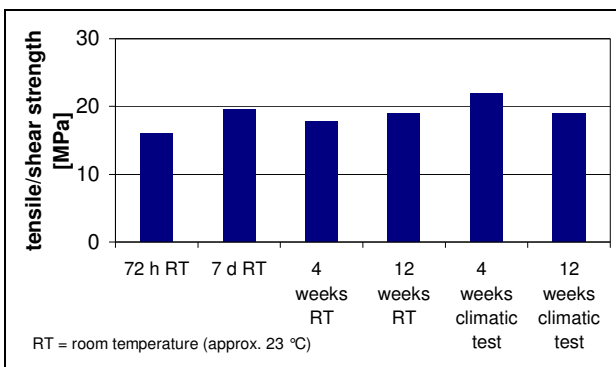 tensile/shear strength
[MPa]
30
20
10
0
72 h RT
7 d RT
4
weeks
RT
12
weeks RT
4
weeks
climatic
test
12
weeks
climatic
test
RT = room temperature (approx. 23 °C)